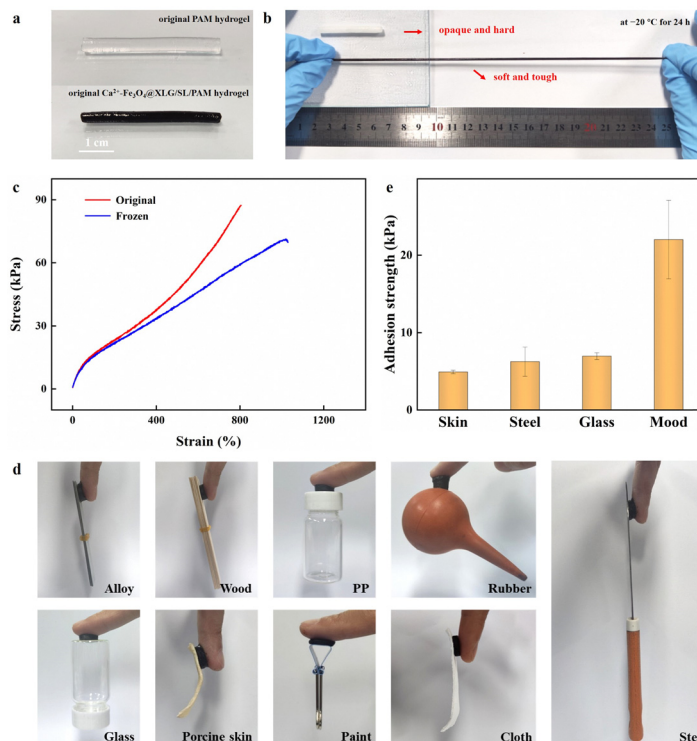 a
original PAM hydrogel
original Ca²⁺-Fe₃O₄@XLG/SL/PAM hydrogel
1 cm
b
at −20 °C for 24 h
opaque and hard
soft and tough
1 2 3 4 5 6 7 8 9 10 11 12 13 14 15 16 17 18 19 21 22 23 24 25
c
Original
Frozen
90
60
30
0
Stress (kPa)
0 400 800 1200
Strain (%)
e
20
10
0
Adhesion strength (kPa)
Skin Steel Glass Mood
d
Alloy
Wood
PP
Rubber
Glass
Porcine skin
Paint
Cloth
Ste